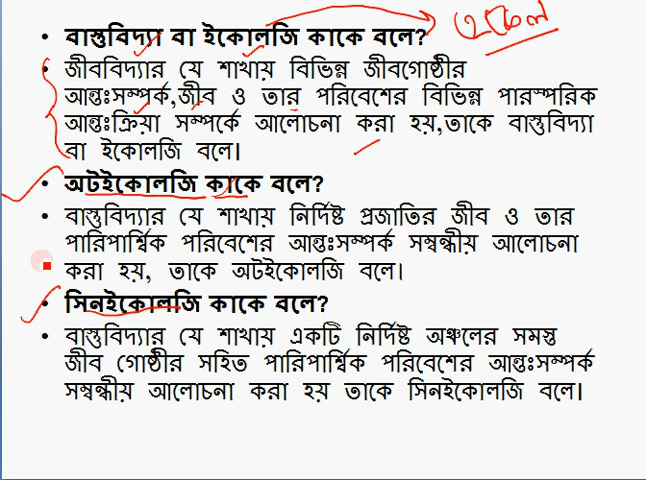 • বাস্তুবিদ্যা বা ইকোলজি কাকে বলে?
• জীববিদ্যার যে শাখায় বিভিন্ন জীবগোষ্ঠীর
আন্তঃসম্পর্ক,জীব ও তার পরিবেশের বিভিন্ন পারস্পরিক
আন্তঃক্রিয়া সম্পর্কে আলোচনা করা হয়,তাকে বাস্তুবিদ্যা
বা ইকোলজি বলে।
• অটইকোলজি কাকে বলে?
• বাস্তুবিদ্যার যে শাখায় নির্দিষ্ট প্রজাতির জীব ও তার
পারিপার্শ্বিক পরিবেশের আন্তঃসম্পর্ক সম্বন্ধীয় আলোচনা
করা হয়, তাকে অটইকোলজি বলে।
• সিনইকোলজি কাকে বলে?
• বাস্তুবিদ্যার যে শাখায় একটি নির্দিষ্ট অঞ্চলের সমস্ত
জীব গোষ্ঠীর সহিত পারিপার্শ্বিক পরিবেশের আন্তঃসম্পর্ক
সম্বন্ধীয় আলোচনা করা হয় তাকে সিনইকোলজি বলে।